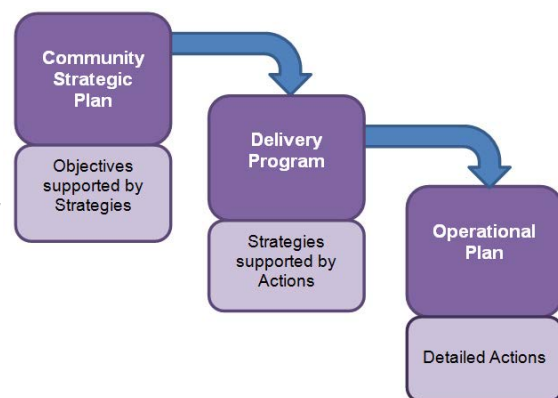 Community
Strategic
Plan
Objectives
supported by
Strategies
Delivery
Program
Strategies
supported by
Actions
Operational
Plan
Detailed Actions